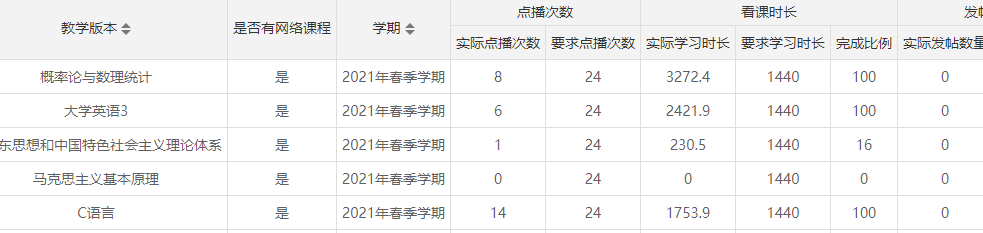 点播次数 看课时长 发帖
教学版本 是否有网络课程 学期
实际点播次数 要求点播次数 实际学习时长 要求学习时长 完成比例 实际发帖数量
概率论与数理统计 是 2021年春季学期 8 24 3272.4 1440 100 0
大学英语3 是 2021年春季学期 6 24 2421.9 1440 100 0
东思想和中国特色社会主义理论体系 是 2021年春季学期 1 24 230.5 1440 16 0
马克思主义基本原理 是 2021年春季学期 0 24 0 1440 0 0
C语言 是 2021年春季学期 14 24 1753.9 1440 100 0